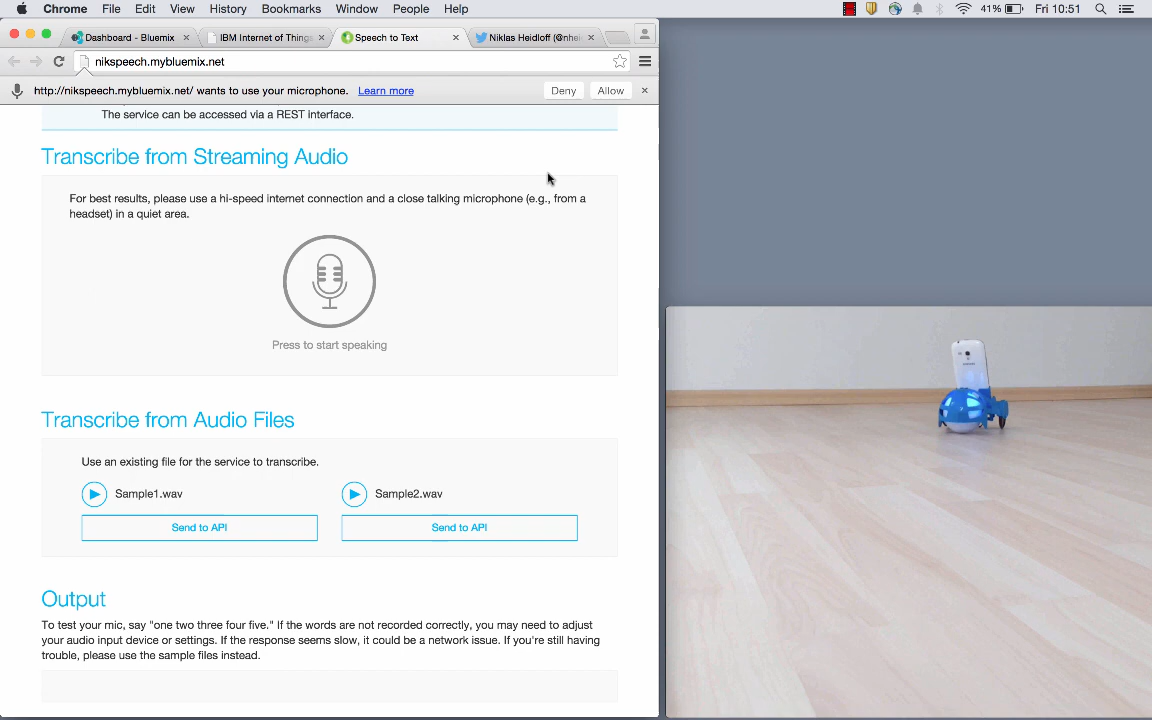 Chrome File Edit View History Bookmarks Window People Help 41% Fri 10:51
Dashboard - Bluemix IBM Internet of Things Speech to Text Niklas Heidloff (@nhei
nikspeech.mybluemix.net
http://nikspeech.mybluemix.net/ wants to use your microphone. Learn more Deny Allow
The service can be accessed via a REST interface.
Transcribe from Streaming Audio
For best results, please use a hi-speed internet connection and a close talking microphone (e.g., from a
headset) in a quiet area.
Press to start speaking
Transcribe from Audio Files
Use an existing file for the service to transcribe.
Sample1.wav Sample2.wav
Send to API Send to API
Output
To test your mic, say "one two three four five." If the words are not recorded correctly, you may need to adjust
your audio input device or settings. If the response seems slow, it could be a network issue. If you're still having
trouble, please use the sample files instead.